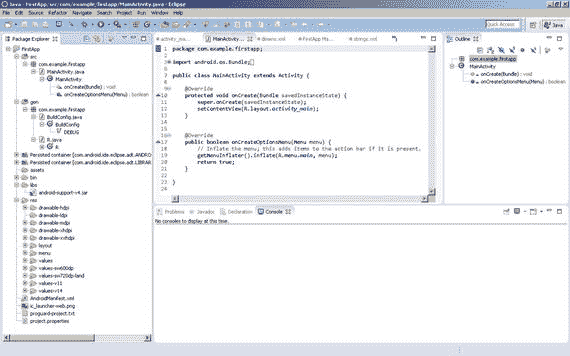 Java - FirstApp/src/com/example/firstapp/MainActivity.java - Eclipse
File Edit Source Refactor Navigate Search Project Run Window Help
Quick Access
Java
Package Explorer
FirstApp
src
com.example.firstapp
MainActivity.java
MainActivity
onCreate(Bundle) : void
onCreateOptionsMenu(Menu) : boolean
gen
com.example.firstapp
BuildConfig.java
BuildConfig
DEBUG
R.java
R
Persisted container [com.android.ide.eclipse.adt.ANDROI
Persisted container [com.android.ide.eclipse.adt.LIBRAR
assets
bin
libs
android-support-v4.jar
res
drawable-hdpi
drawable-ldpi
drawable-mdpi
drawable-xhdpi
drawable-xxhdpi
layout
menu
values
values-sw600dp
values-sw720dp-land
values-v11
values-v14
AndroidManifest.xml
ic_launcher-web.png
proguard-project.txt
project.properties
activity_ma...
MainActivity....
dimens.xml
FirstApp Ma...
strings.xml
package com.example.firstapp;
import android.os.Bundle;
public class MainActivity extends Activity {
@Override
protected void onCreate(Bundle savedInstanceState) {
super.onCreate(savedInstanceState);
setContentView(R.layout.activity_main);
}
@Override
public boolean onCreateOptionsMenu(Menu menu) {
// Inflate the menu; this adds items to the action bar if it is present.
getMenuInflater().inflate(R.menu.main, menu);
return true;
}
}
Problems Javadoc Declaration Console
No consoles to display at this time.
Outline
com.example.firstapp
MainActivity
onCreate(Bundle) : void
onCreateOptionsMenu(Menu) : boolean